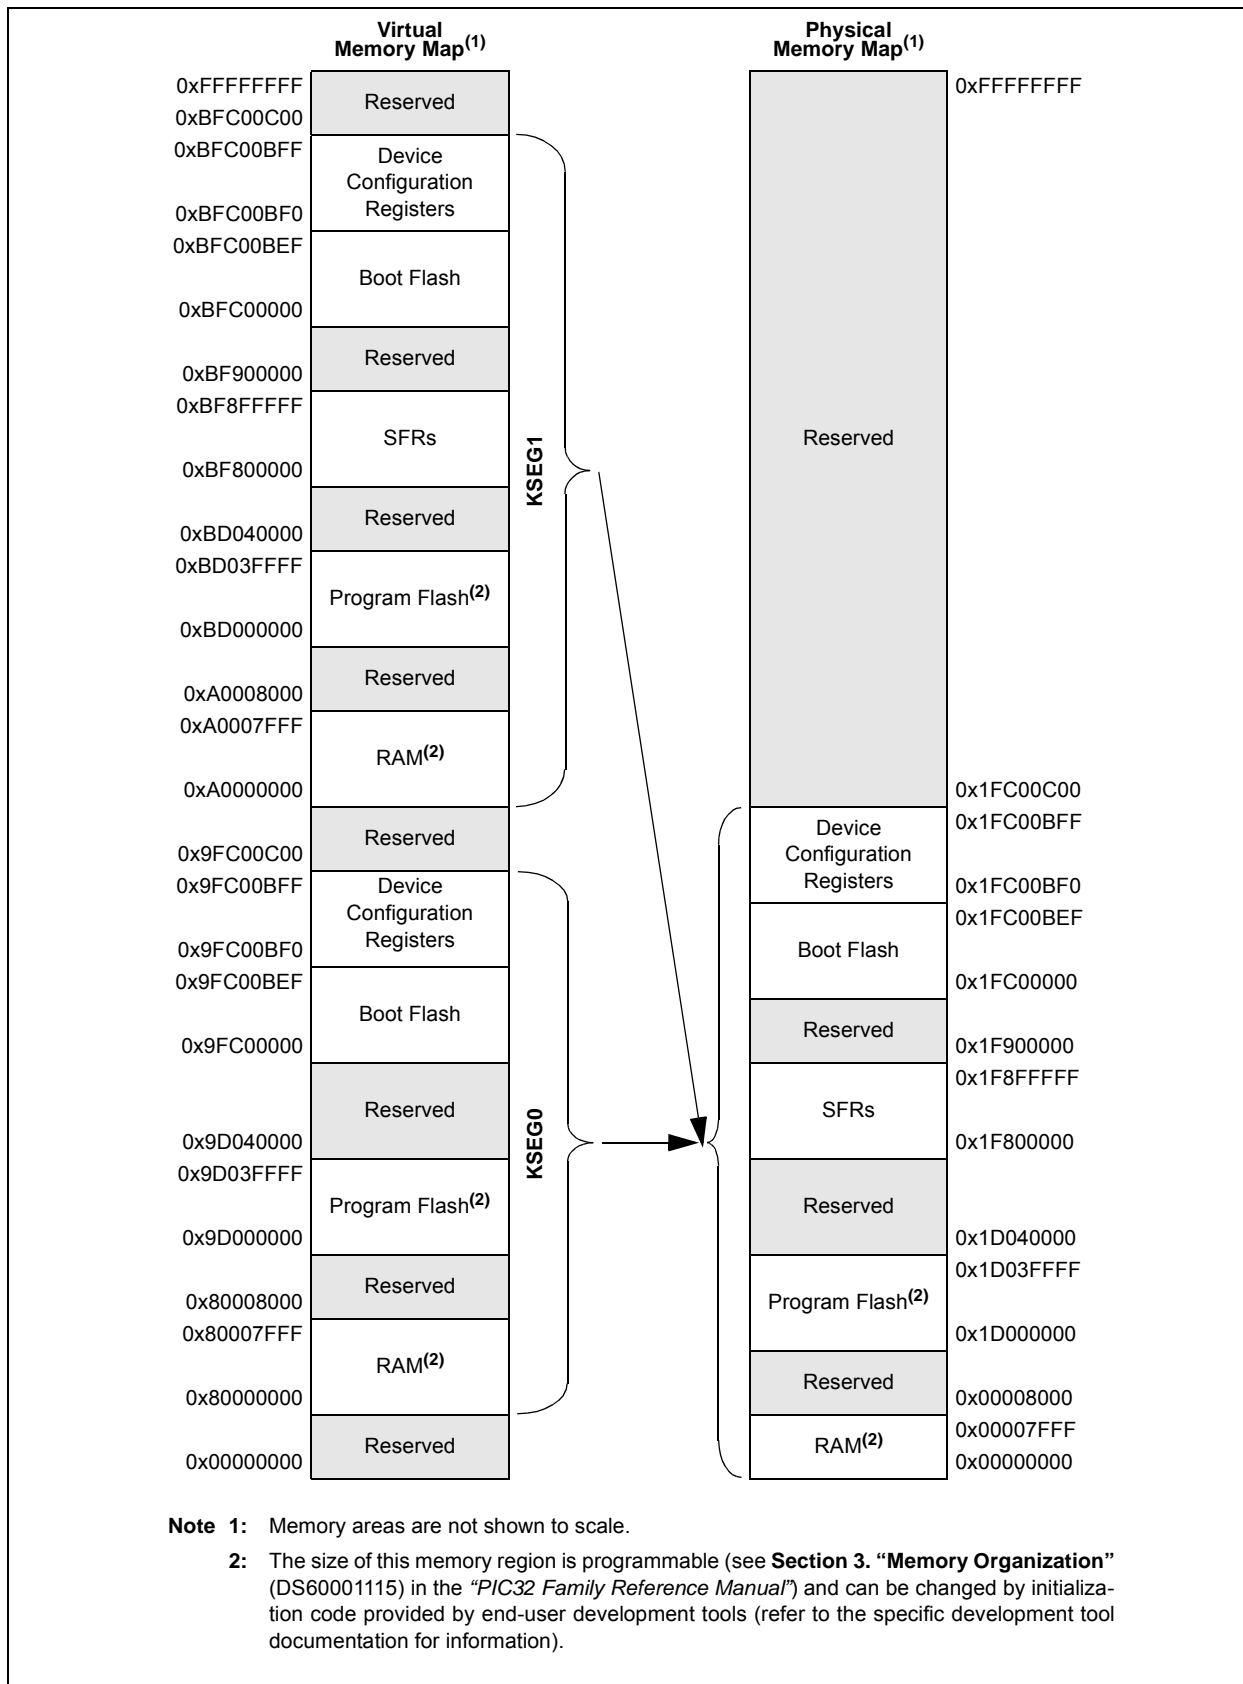 Virtual
Memory Map(1)
Physical
Memory Map(1)
0xFFFFFFFF
Reserved
0xBFC00C00
0xBFC00BFF
Device
Configuration
Registers
0xBFC00BF0
0xBFC00BEF
Boot Flash
0xBFC00000
Reserved
0xBF900000
0xBF8FFFFF
SFRs
0xBF800000
Reserved
0xBD040000
0xBD03FFFF
Program Flash(2)
0xBD000000
Reserved
0xA0008000
0xA0007FFF
RAM(2)
0xA0000000
KSEG1
Reserved
0x9FC00C00
0x9FC00BFF
Device
Configuration
Registers
0x9FC00BF0
0x9FC00BEF
Boot Flash
0x9FC00000
Reserved
0x9D040000
0x9D03FFFF
Program Flash(2)
0x9D000000
Reserved
0x80008000
0x80007FFF
RAM(2)
0x80000000
KSEG0
Reserved
0x00000000
0xFFFFFFFF
Reserved
0x1FC00C00
0x1FC00BFF
Device
Configuration
Registers
0x1FC00BF0
0x1FC00BEF
Boot Flash
0x1FC00000
Reserved
0x1F900000
0x1F8FFFFF
SFRs
0x1F800000
Reserved
0x1D040000
0x1D03FFFF
Program Flash(2)
0x1D000000
Reserved
0x00008000
0x00007FFF
RAM(2)
0x00000000
Note 1: Memory areas are not shown to scale.
2: The size of this memory region is programmable (see Section 3. “Memory Organization”
(DS60001115) in the “PIC32 Family Reference Manual”) and can be changed by initializa-
tion code provided by end-user development tools (refer to the specific development tool
documentation for information).